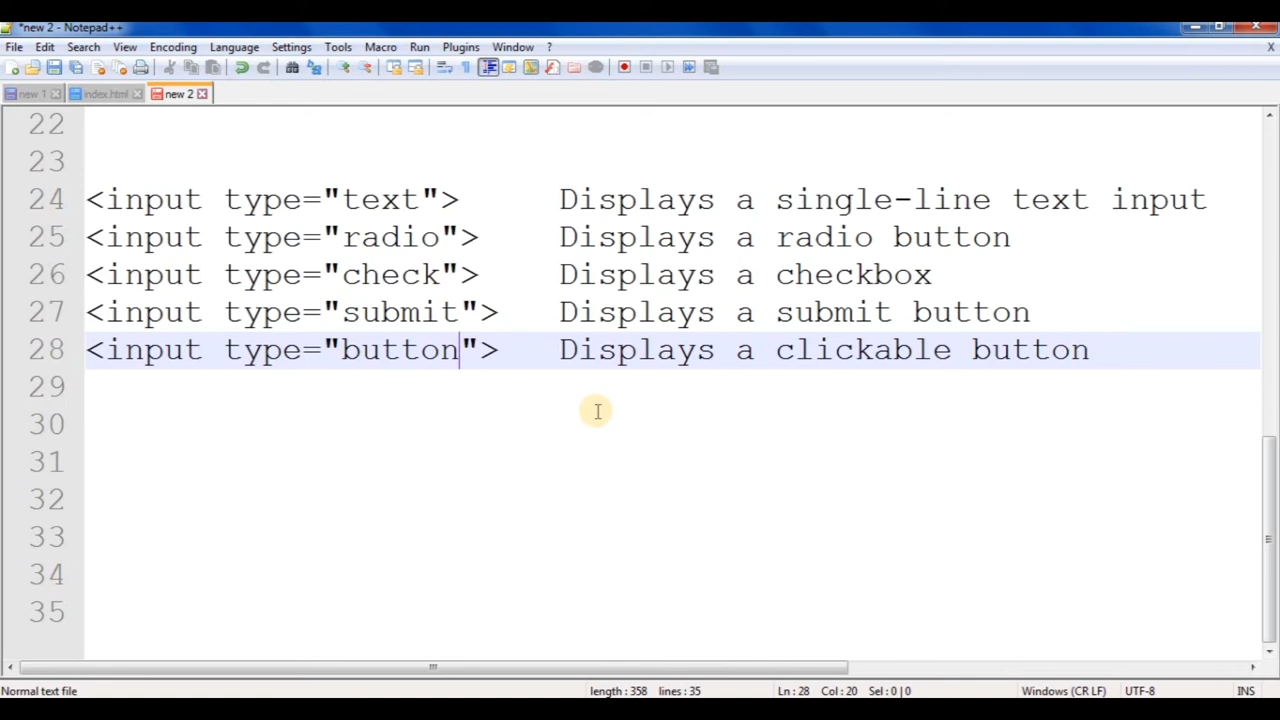 *new 2 - Notepad++
File Edit Search View Encoding Language Settings Tools Macro Run Plugins Window ? X
new 1 index.html new 2
22
23
24 <input type="text"> Displays a single-line text input
25 <input type="radio"> Displays a radio button
26 <input type="check"> Displays a checkbox
27 <input type="submit"> Displays a submit button
28 <input type="button"> Displays a clickable button
29
30
31
32
33
34
35
Normal text file length : 358 lines : 35 Ln : 28 Col : 20 Sel : 0 | 0 Windows (CR LF) UTF-8 INS